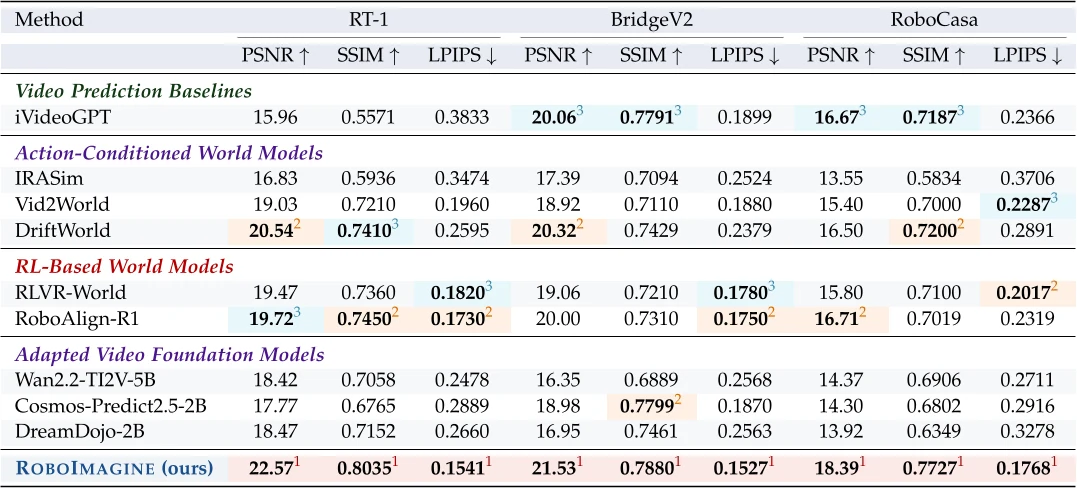 Method RT-1 BridgeV2 RoboCasa
PSNR ↑ SSIM ↑ LPIPS ↓ PSNR ↑ SSIM ↑ LPIPS ↓ PSNR ↑ SSIM ↑ LPIPS ↓
Video Prediction Baselines
iVideoGPT 15.96 0.5571 0.3833 20.06³ 0.7791³ 0.1899 16.67³ 0.7187³ 0.2366
Action-Conditioned World Models
IRASim 16.83 0.5936 0.3474 17.39 0.7094 0.2524 13.55 0.5834 0.3706
Vid2World 19.03 0.7210 0.1960 18.92 0.7110 0.1880 15.40 0.7000 0.2287³
DriftWorld 20.54² 0.7410³ 0.2595 20.32² 0.7429 0.2379 16.50 0.7200² 0.2891
RL-Based World Models
RLVR-World 19.47 0.7360 0.1820³ 19.06 0.7210 0.1780³ 15.80 0.7100 0.2017²
RoboAlign-R1 19.72³ 0.7450² 0.1730² 20.00 0.7310 0.1750² 16.71² 0.7019 0.2319
Adapted Video Foundation Models
Wan2.2-TI2V-5B 18.42 0.7058 0.2478 16.35 0.6889 0.2568 14.37 0.6906 0.2711
Cosmos-Predict2.5-2B 17.77 0.6765 0.2889 18.98 0.7799² 0.1870 14.30 0.6802 0.2916
DreamDojo-2B 18.47 0.7152 0.2660 16.95 0.7461 0.2563 13.92 0.6349 0.3278
ROBOIMAGINE (ours) 22.57¹ 0.8035¹ 0.1541¹ 21.53¹ 0.7880¹ 0.1527¹ 18.39¹ 0.7727¹ 0.1768¹